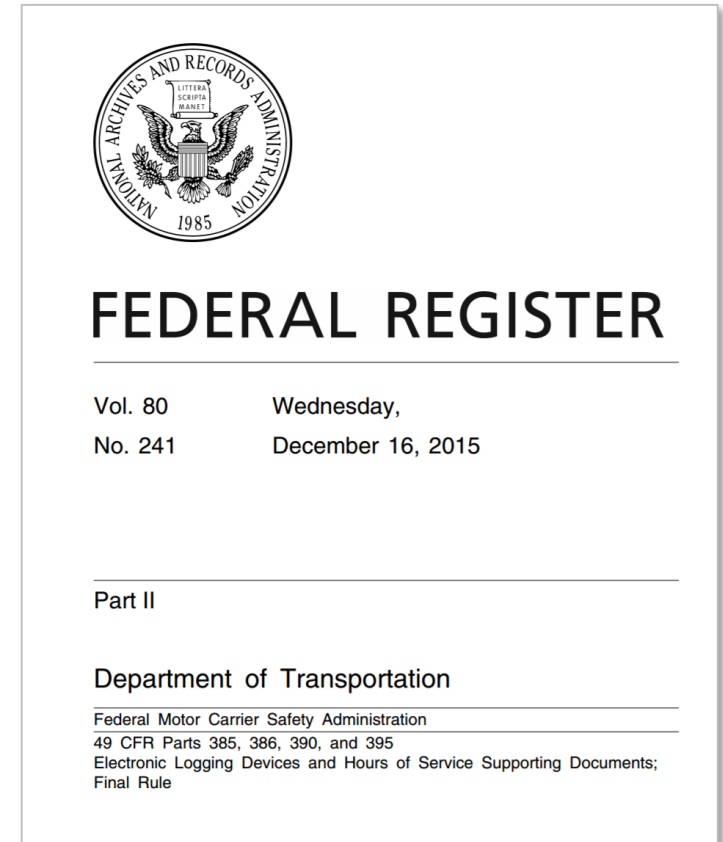 NATIONAL ARCHIVES AND RECORDS ADMINISTRATION
LITTERA
SCRIPTA
MANET
1985
FEDERAL REGISTER
Vol. 80 Wednesday,
No. 241 December 16, 2015
Part II
Department of Transportation
Federal Motor Carrier Safety Administration
49 CFR Parts 385, 386, 390, and 395
Electronic Logging Devices and Hours of Service Supporting Documents;
Final Rule